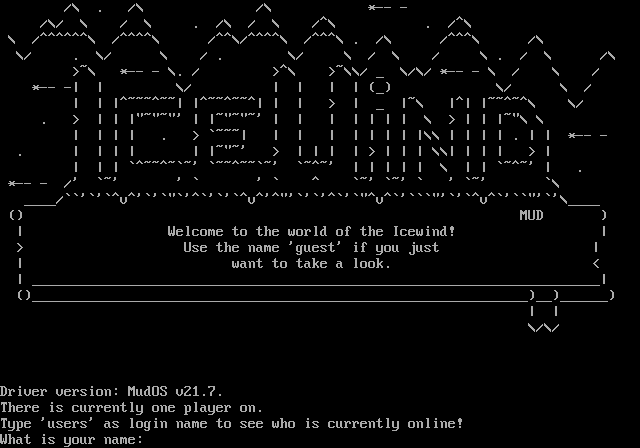 IceWind
MUD
Welcome to the world of the Icewind!
Use the name 'guest' if you just
want to take a look.
Driver version: MudOS v21.7.
There is currently one player on.
Type 'users' as login name to see who is currently online!
What is your name: